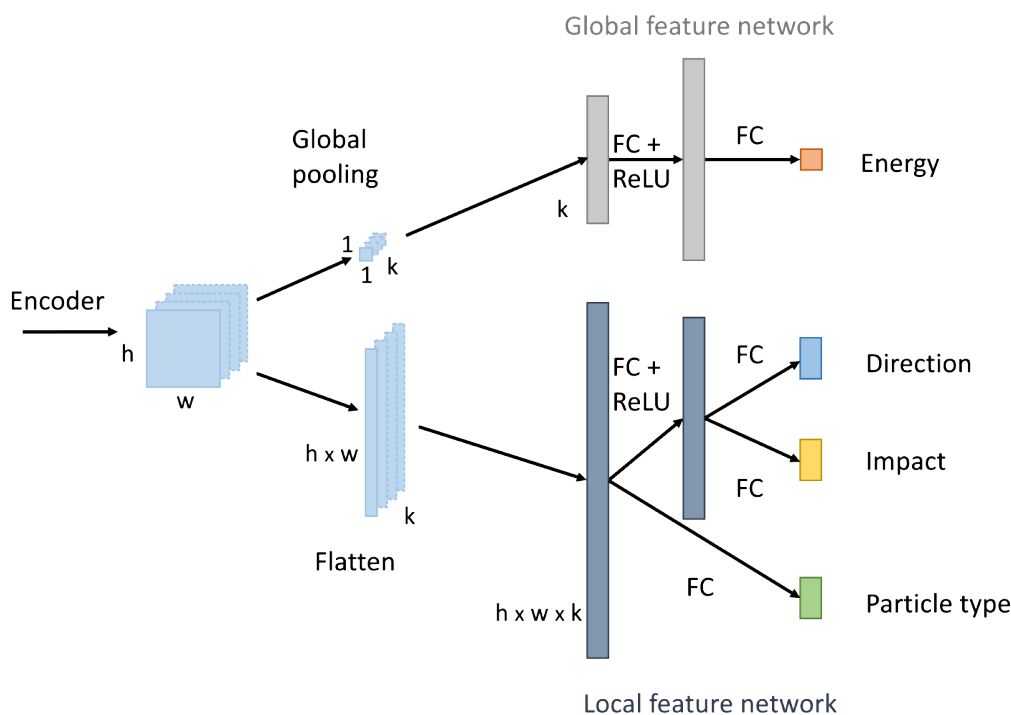 Global feature network
Global
pooling
FC +
ReLU
FC
Energy
k
1
1
k
Encoder
h
w
h x w
k
Flatten
FC +
ReLU
FC
Direction
Impact
FC
FC
h x w x k
Particle type
Local feature network